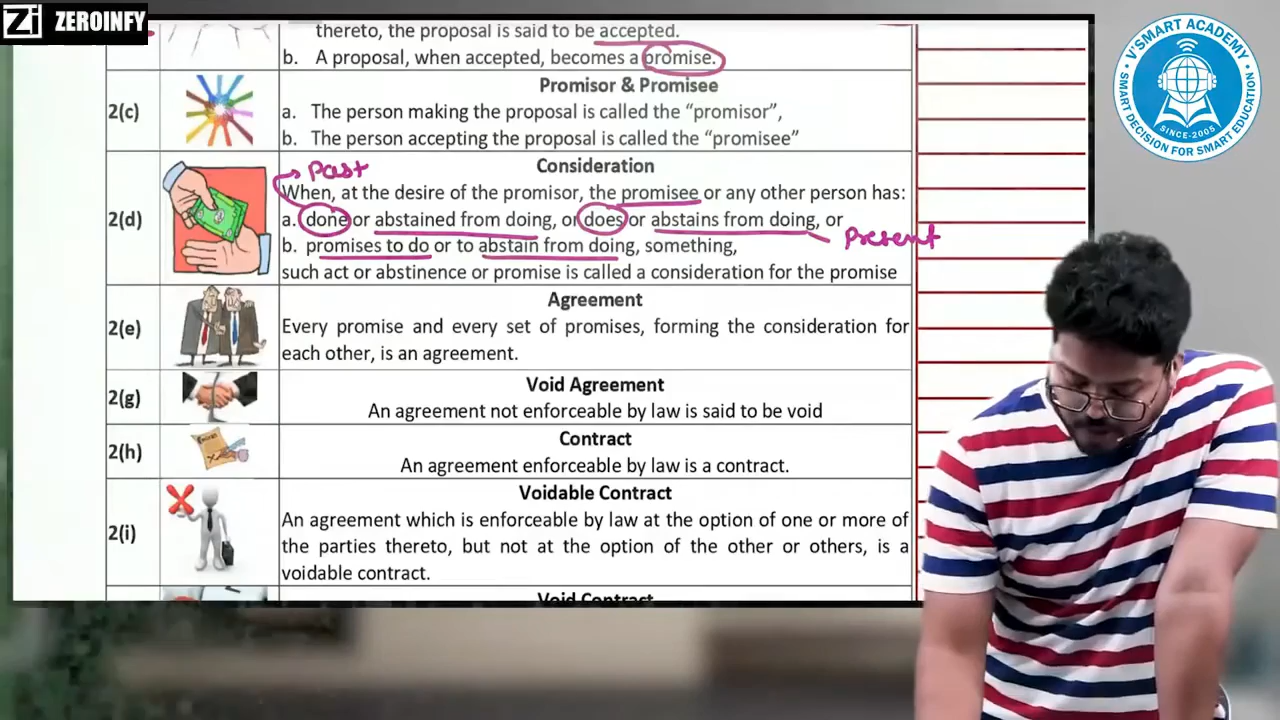 Zi ZEROINFY
thereto, the proposal is said to be accepted.
b. A proposal, when accepted, becomes a promise.
2(c)
Promisor & Promisee
a. The person making the proposal is called the “promisor”,
b. The person accepting the proposal is called the “promisee”
2(d)
Past
Consideration
When, at the desire of the promisor, the promisee or any other person has:
a. done or abstained from doing, or does or abstains from doing, or
Present
b. promises to do or to abstain from doing, something,
such act or abstinence or promise is called a consideration for the promise
2(e)
Agreement
Every promise and every set of promises, forming the consideration for
each other, is an agreement.
2(g)
Void Agreement
An agreement not enforceable by law is said to be void
2(h)
Contract
An agreement enforceable by law is a contract.
2(i)
Voidable Contract
An agreement which is enforceable by law at the option of one or more of
the parties thereto, but not at the option of the other or others, is a
voidable contract.
Void Contract
V'SMART ACADEMY
SINCE-2005
SMART DECISION FOR SMART EDUCATION